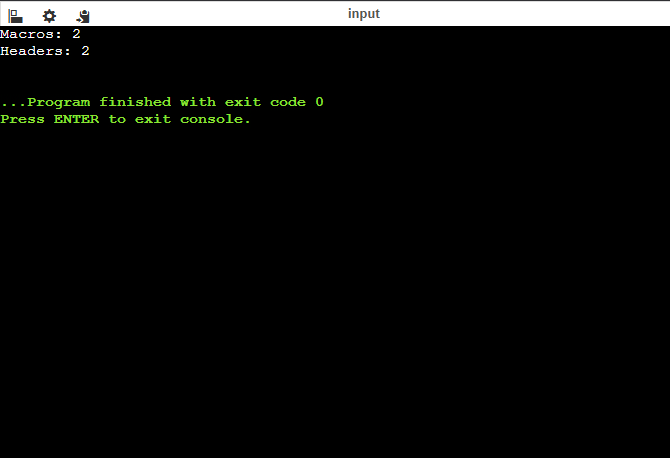 input
Macros: 2
Headers: 2
...Program finished with exit code 0
Press ENTER to exit console.